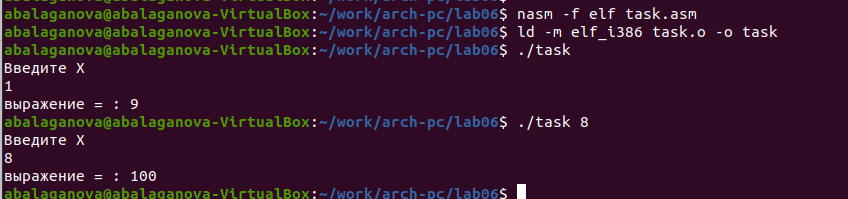 abalaganova@abalaganova-VirtualBox:~/work/arch-pc/lab06$ nasm -f elf task.asm
abalaganova@abalaganova-VirtualBox:~/work/arch-pc/lab06$ ld -m elf_i386 task.o -o task
abalaganova@abalaganova-VirtualBox:~/work/arch-pc/lab06$ ./task
Введите X
1
выражение = : 9
abalaganova@abalaganova-VirtualBox:~/work/arch-pc/lab06$ ./task 8
Введите X
8
выражение = : 100
abalaganova@abalaganova-VirtualBox:~/work/arch-pc/lab06$